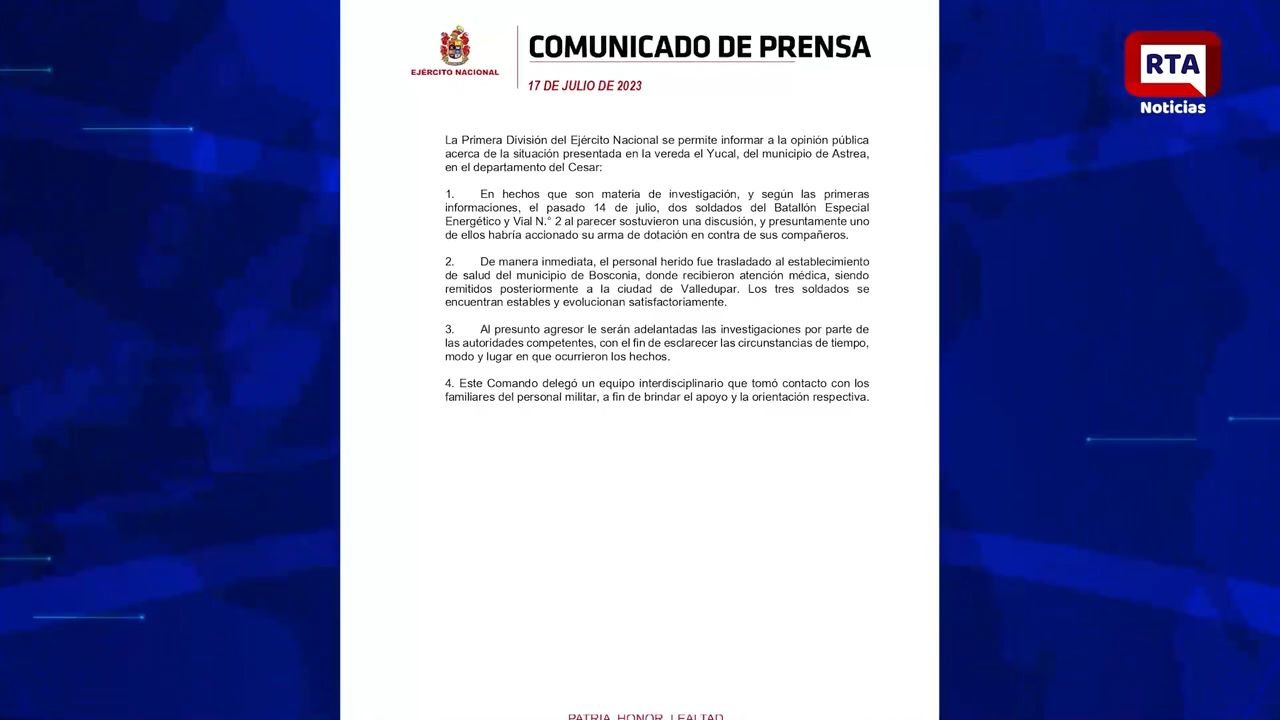 EJÉRCITO NACIONAL
COMUNICADO DE PRENSA
17 DE JULIO DE 2023
RTA
Noticias
La Primera División del Ejército Nacional se permite informar a la opinión pública
acerca de la situación presentada en la vereda el Yucal, del municipio de Astrea,
en el departamento del Cesar:
1. En hechos que son materia de investigación, y según las primeras
informaciones, el pasado 14 de julio, dos soldados del Batallón Especial
Energético y Vial N.° 2 al parecer sostuvieron una discusión, y presuntamente uno
de ellos habría accionado su arma de dotación en contra de sus compañeros.
2. De manera inmediata, el personal herido fue trasladado al establecimiento
de salud del municipio de Bosconia, donde recibieron atención médica, siendo
remitidos posteriormente a la ciudad de Valledupar. Los tres soldados se
encuentran estables y evolucionan satisfactoriamente.
3. Al presunto agresor le serán adelantadas las investigaciones por parte de
las autoridades competentes, con el fin de esclarecer las circunstancias de tiempo,
modo y lugar en que ocurrieron los hechos.
4. Este Comando delegó un equipo interdisciplinario que tomó contacto con los
familiares del personal militar, a fin de brindar el apoyo y la orientación respectiva.
PATRIA, HONOR, LEALTAD